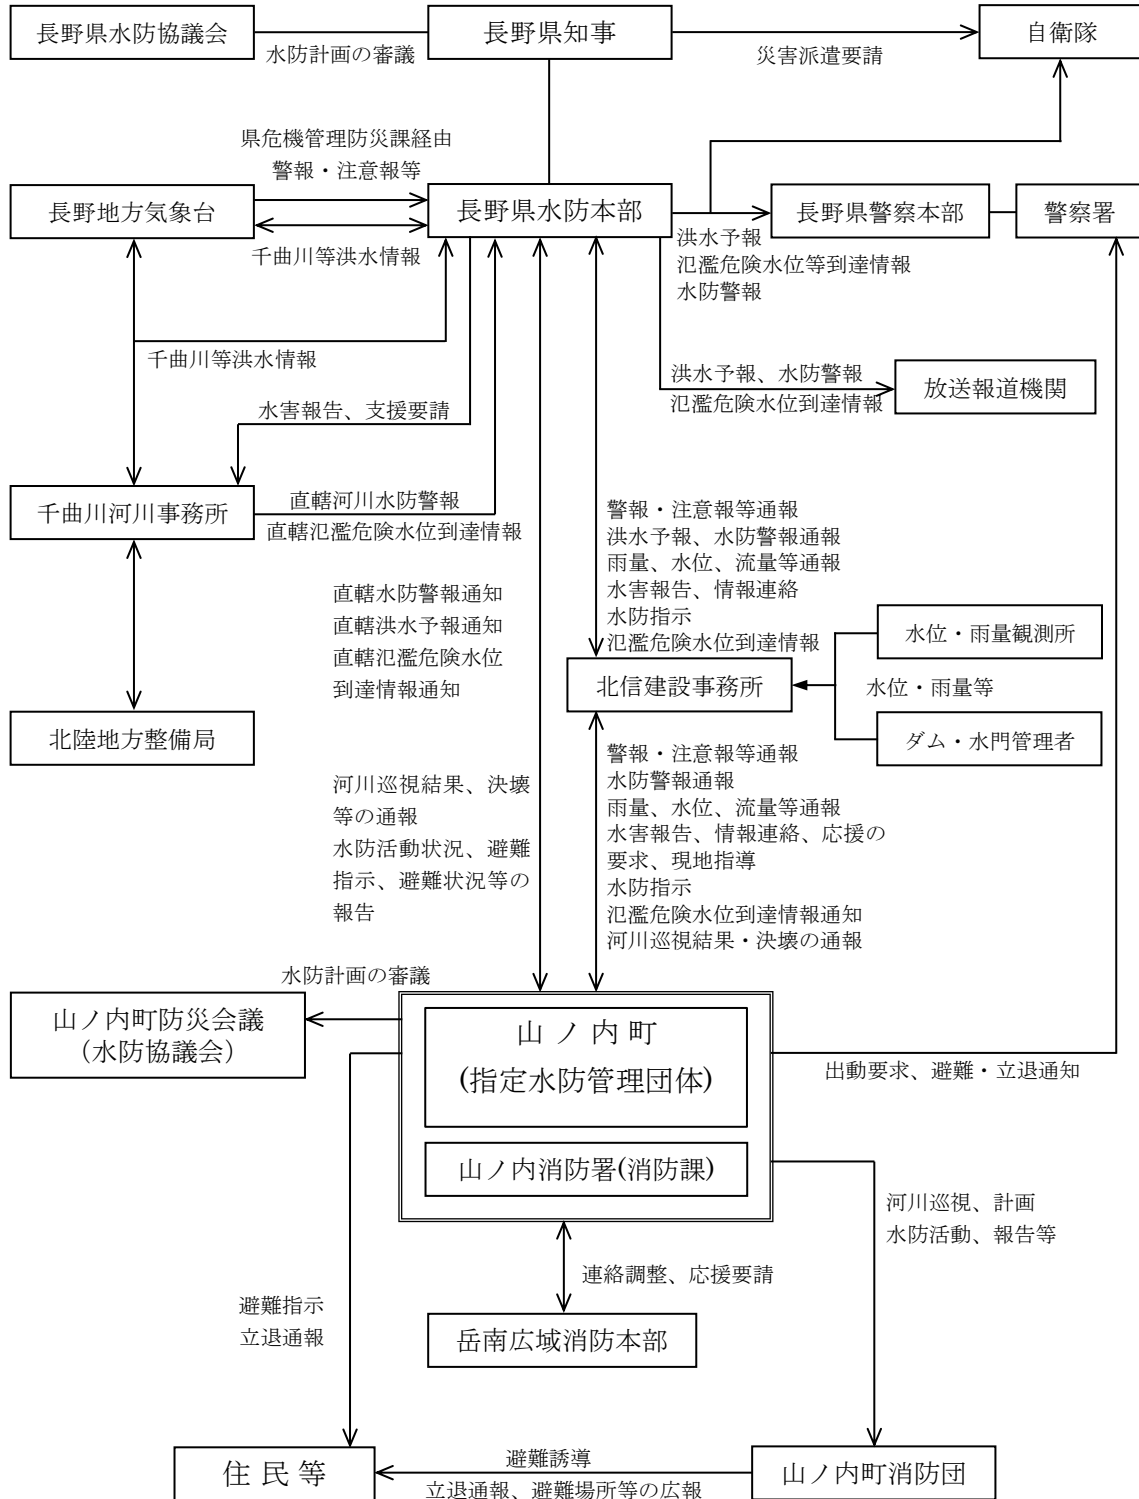 長野県水防協議会
水防計画の審議
長野県知事
災害派遣要請
自衛隊
県危機管理防災課経由
警報・注意報等
長野地方気象台
千曲川等洪水情報
長野県水防本部
長野県警察本部
警察署
洪水予報
氾濫危険水位等到達情報
水防警報
千曲川等洪水情報
洪水予報、水防警報
氾濫危険水位到達情報
放送報道機関
水害報告、支援要請
千曲川河川事務所
直轄河川水防警報
直轄氾濫危険水位到達情報
警報・注意報等通報
洪水予報、水防警報通報
雨量、水位、流量等通報
水害報告、情報連絡
水防指示
氾濫危険水位到達情報
直轄水防警報通知
直轄洪水予報通知
直轄氾濫危険水位
到達情報通知
水位・雨量観測所
北信建設事務所
水位・雨量等
ダム・水門管理者
北陸地方整備局
河川巡視結果、決壊
等の通報
水防活動状況、避難
指示、避難状況等の
報告
警報・注意報等通報
水防警報通報
雨量、水位、流量等通報
水害報告、情報連絡、応援の
要求、現地指導
水防指示
氾濫危険水位到達情報通知
河川巡視結果・決壊の通報
水防計画の審議
山ノ内町防災会議
（水防協議会）
山ノ内町
(指定水防管理団体)
出動要求、避難・立退通知
山ノ内消防署(消防課)
河川巡視、計画
水防活動、報告等
連絡調整、応援要請
避難指示
立退通報
岳南広域消防本部
住民等
避難誘導
立退通報、避難場所等の広報
山ノ内町消防団